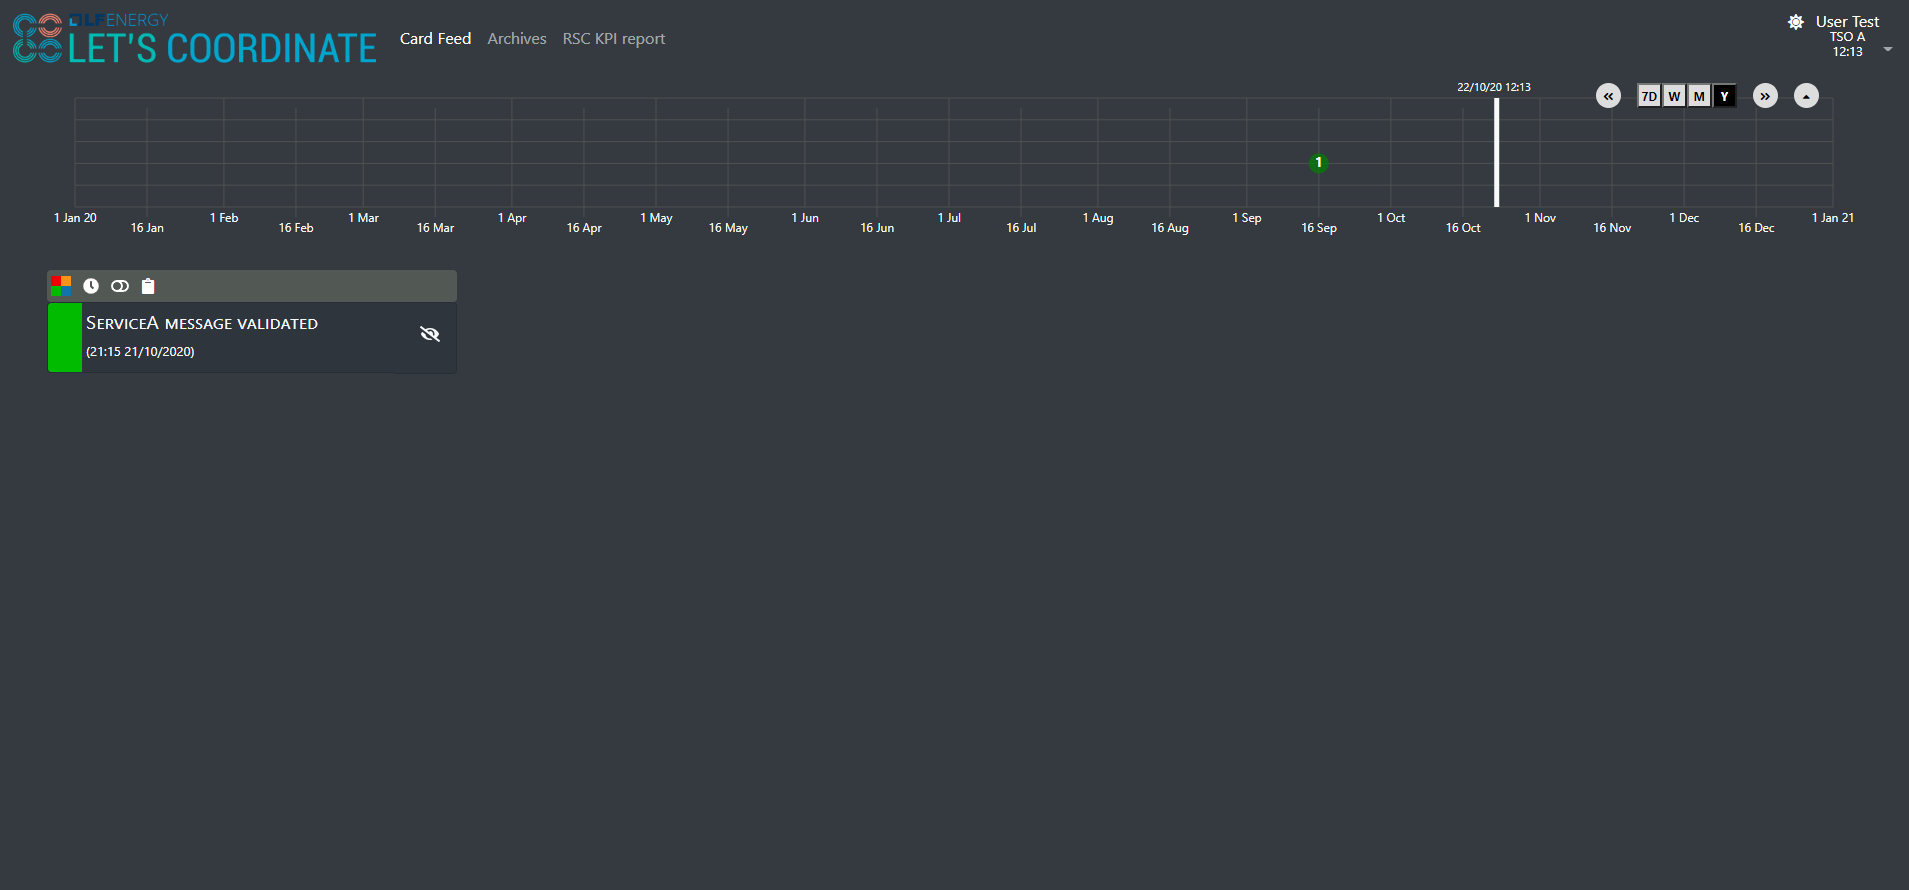 LFENERGY
LET'S COORDINATE
Card Feed Archives RSC KPI report
User Test
TSO A
12:13
22/10/20 12:13
7D W M Y
1
1 Jan 20 1 Feb 1 Mar 1 Apr 1 May 1 Jun 1 Jul 1 Aug 1 Sep 1 Oct 1 Nov 1 Dec 1 Jan 21
16 Jan 16 Feb 16 Mar 16 Apr 16 May 16 Jun 16 Jul 16 Aug 16 Sep 16 Oct 16 Nov 16 Dec
ServiceA message validated
(21:15 21/10/2020)